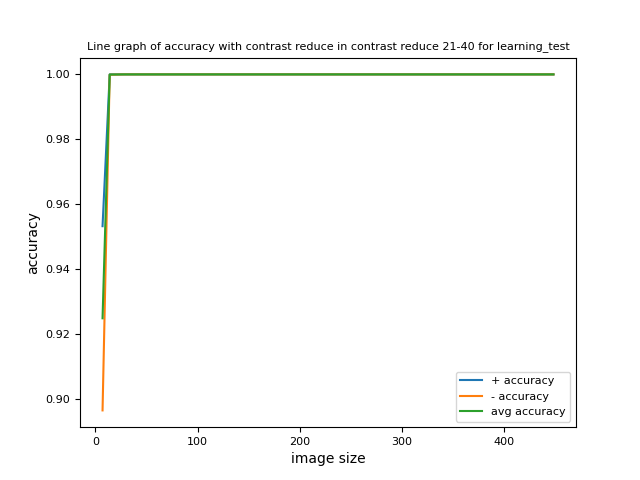 Line graph of accuracy with contrast reduce in contrast reduce 21-40 for learning_test
1.00
0.98
0.96
0.94
0.92
0.90
accuracy
0 100 200 300 400
image size
+ accuracy
- accuracy
avg accuracy